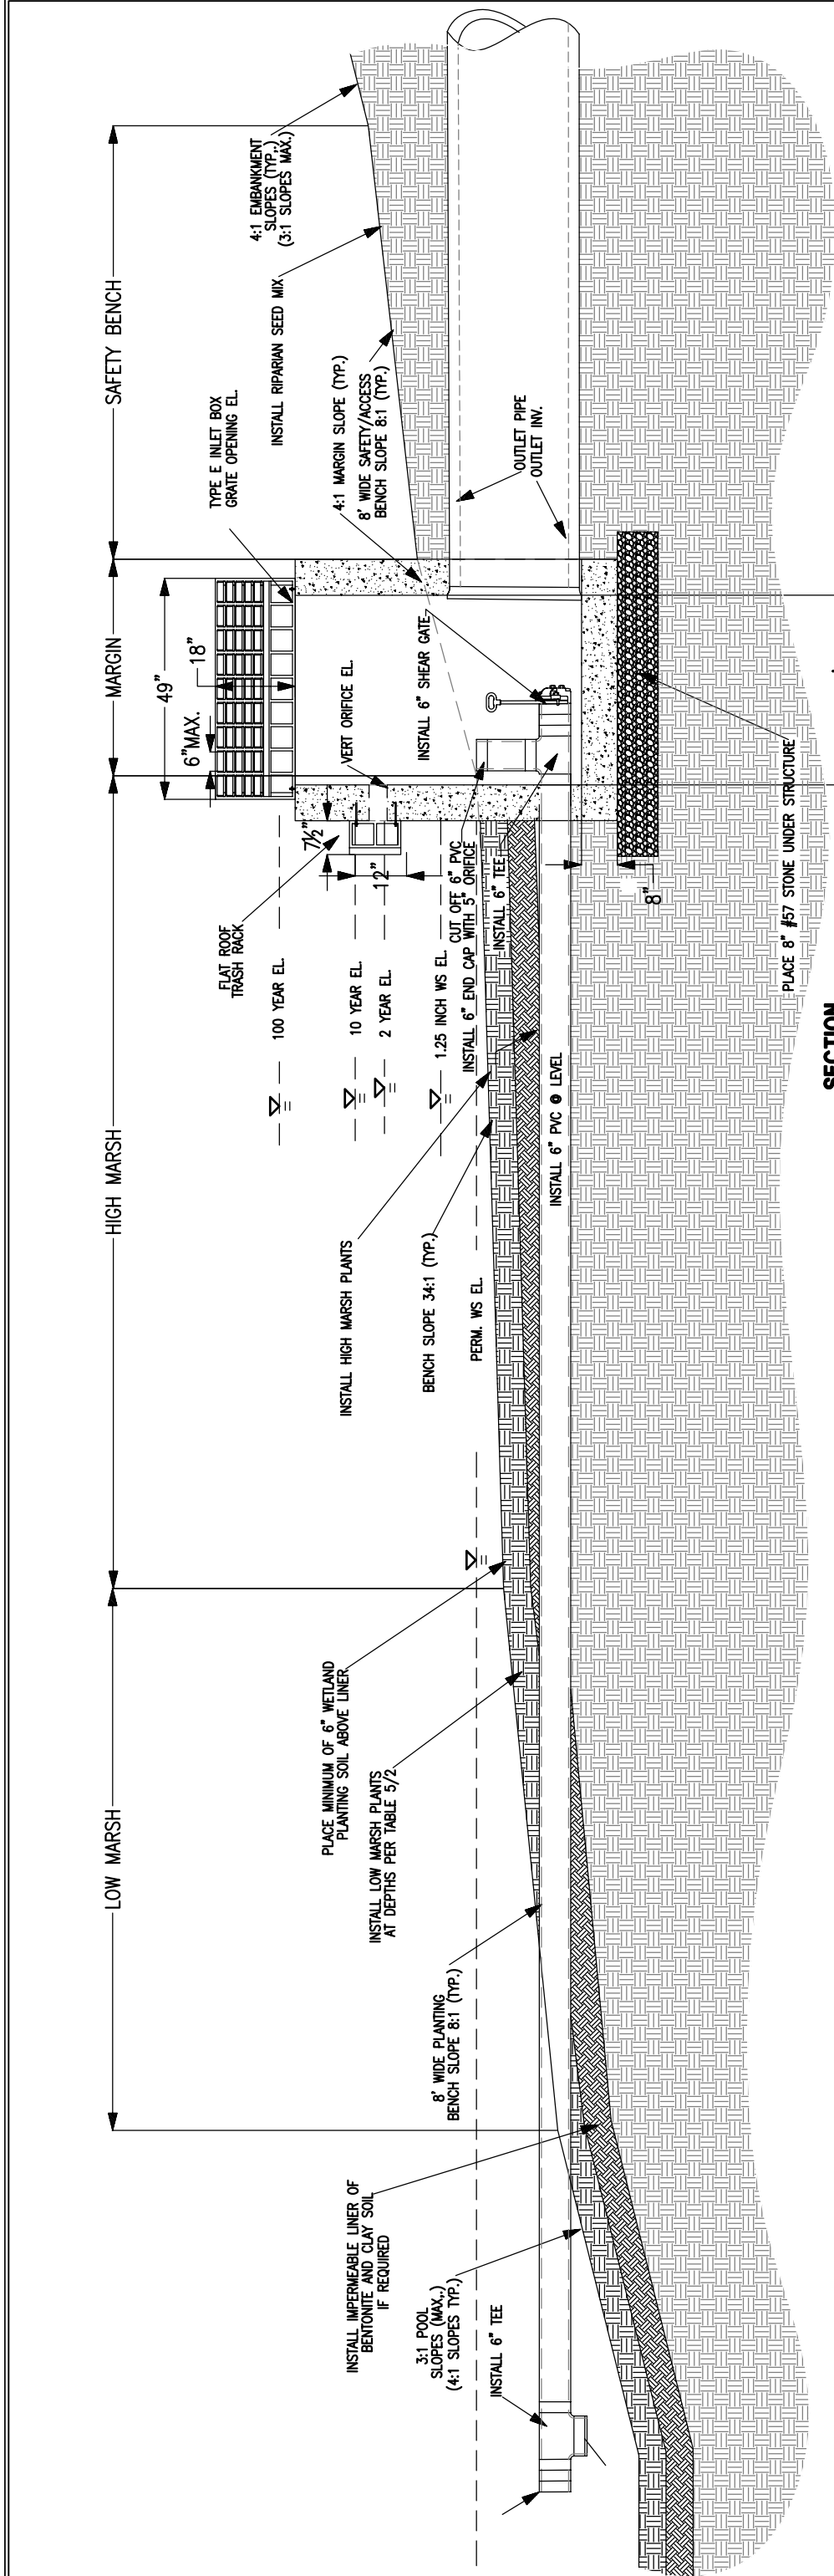 LOW MARSH
HIGH MARSH
MARGIN
SAFETY BENCH
49"
6"MAX.
18"
TYPE E INLET BOX
GRATE OPENING EL.
4:1 EMBANKMENT
SLOPES (TYP.,)
(3:1 SLOPES MAX.)
INSTALL RIPARIAN SEED MIX
4:1 MARGIN SLOPE (TYP.)
8' WIDE SAFETY/ACCESS
BENCH SLOPE 8:1 (TYP.)
FLAT ROOF
TRASH RACK
7½"
12"
VERT ORIFICE EL.
100 YEAR EL.
10 YEAR EL.
2 YEAR EL.
1.25 INCH WS EL.
PERM. WS EL.
CUT OFF 6" PVC
INSTALL 6" END CAP WITH 5" ORIFICE
INSTALL 6" TEE
INSTALL 6" SHEAR GATE
OUTLET PIPE
OUTLET INV.
INSTALL HIGH MARSH PLANTS
BENCH SLOPE 34:1 (TYP.)
INSTALL 6" PVC @ LEVEL
PLACE MINIMUM OF 6" WETLAND
PLANTING SOIL ABOVE LINER
INSTALL LOW MARSH PLANTS
AT DEPTHS PER TABLE 5/2
8' WIDE PLANTING
BENCH SLOPE 8:1 (TYP.)
INSTALL IMPERMEABLE LINER OF
BENTONITE AND CLAY SOIL
IF REQUIRED
3:1 POOL
SLOPES (MAX.,)
(4:1 SLOPES TYP.)
INSTALL 6" TEE
8"
PLACE 8" #57 STONE UNDER STRUCTURE
SECTION